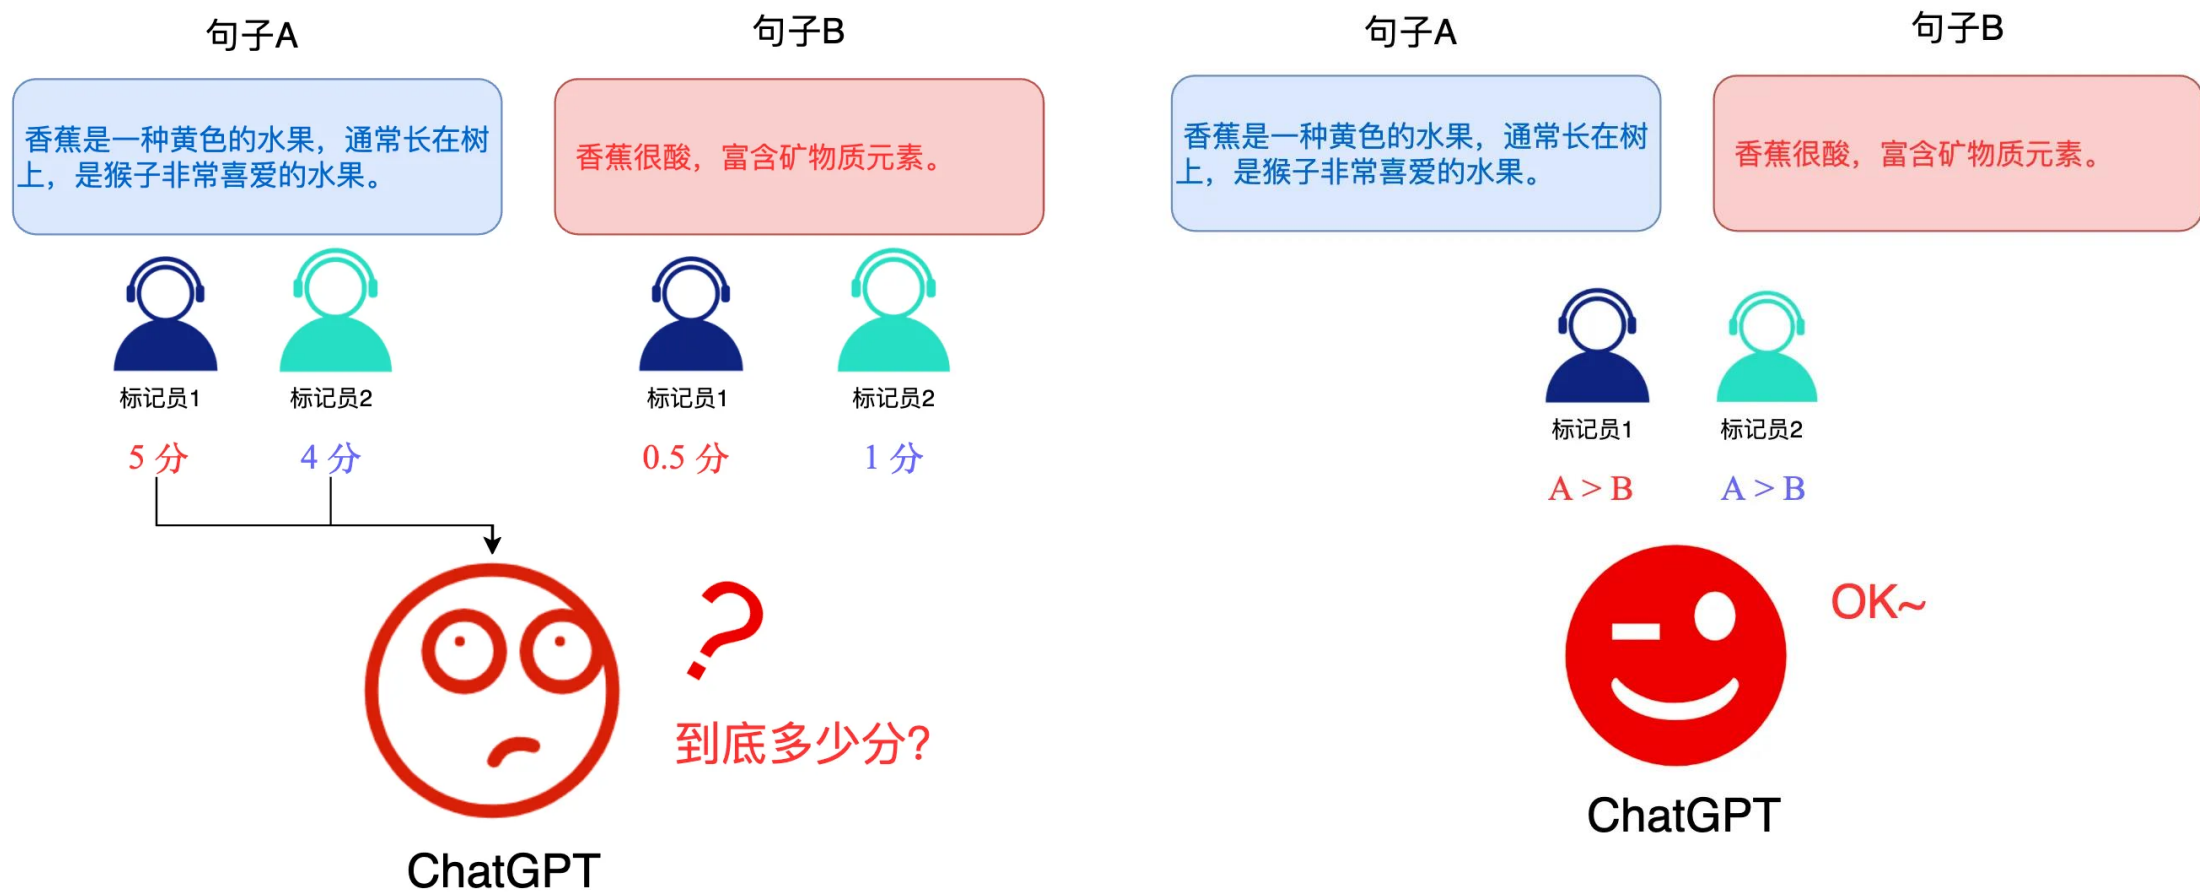 句子A
句子B
香蕉是一种黄色的水果，通常长在树
上，是猴子非常喜爱的水果。
香蕉很酸，富含矿物质元素。
标记员1
标记员2
标记员1
标记员2
5 分
4 分
0.5 分
1 分
?
到底多少分?
ChatGPT
句子A
句子B
香蕉是一种黄色的水果，通常长在树
上，是猴子非常喜爱的水果。
香蕉很酸，富含矿物质元素。
标记员1
标记员2
A > B
A > B
OK~
ChatGPT